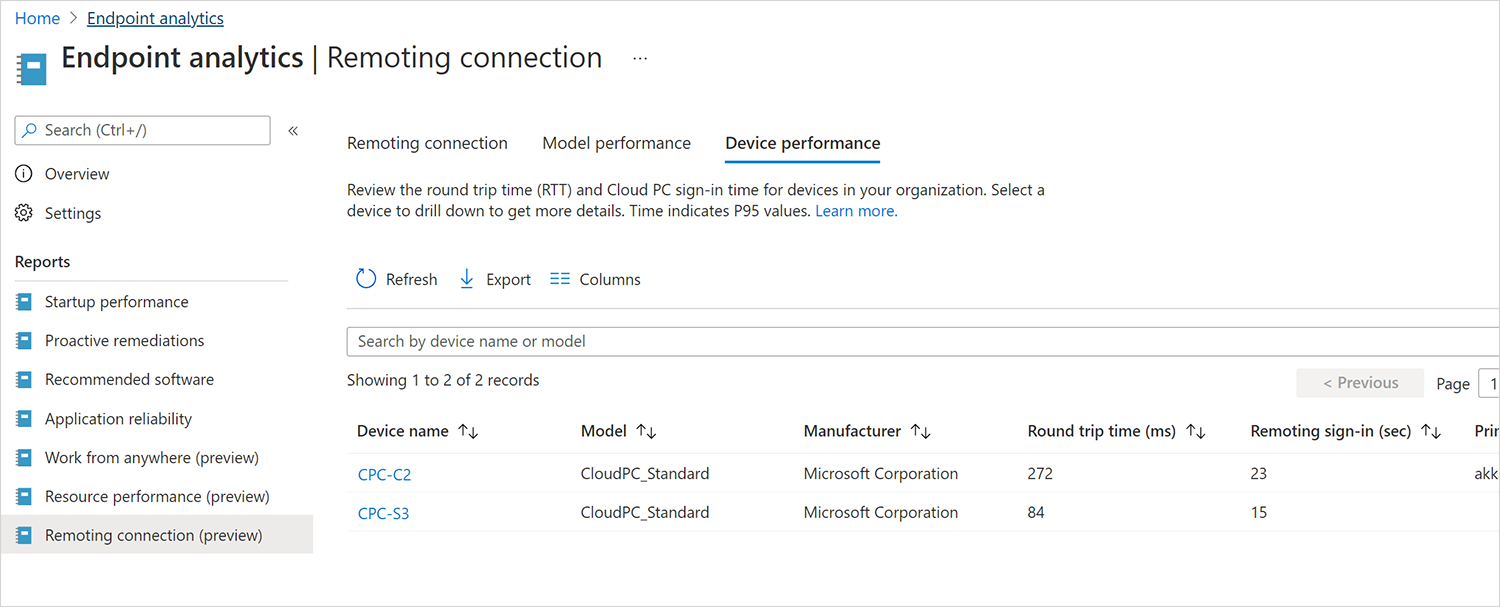 Home > Endpoint analytics
Endpoint analytics | Remoting connection ...
Search (Ctrl+/) «
Overview
Settings
Reports
Startup performance
Proactive remediations
Recommended software
Application reliability
Work from anywhere (preview)
Resource performance (preview)
Remoting connection (preview)
Remoting connection Model performance Device performance
Review the round trip time (RTT) and Cloud PC sign-in time for devices in your organization. Select a
device to drill down to get more details. Time indicates P95 values. Learn more.
Refresh Export Columns
Search by device name or model
Showing 1 to 2 of 2 records
< Previous Page 1
Device name Model Manufacturer Round trip time (ms) Remoting sign-in (sec) Prin
CPC-C2 CloudPC_Standard Microsoft Corporation 272 23 akk
CPC-S3 CloudPC_Standard Microsoft Corporation 84 15